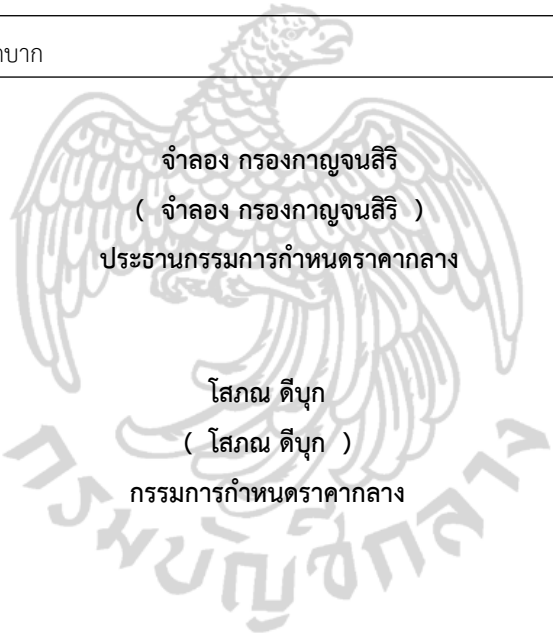 จำลอง กรองกาญจนสิริ
( จำลอง กรองกาญจนสิริ )
ประธานกรรมการกำหนดราคากลาง
โสภณ ดีบุก
( โสภณ ดีบุก )
กรรมการกำหนดราคากลาง
กรมบัญชีกลาง